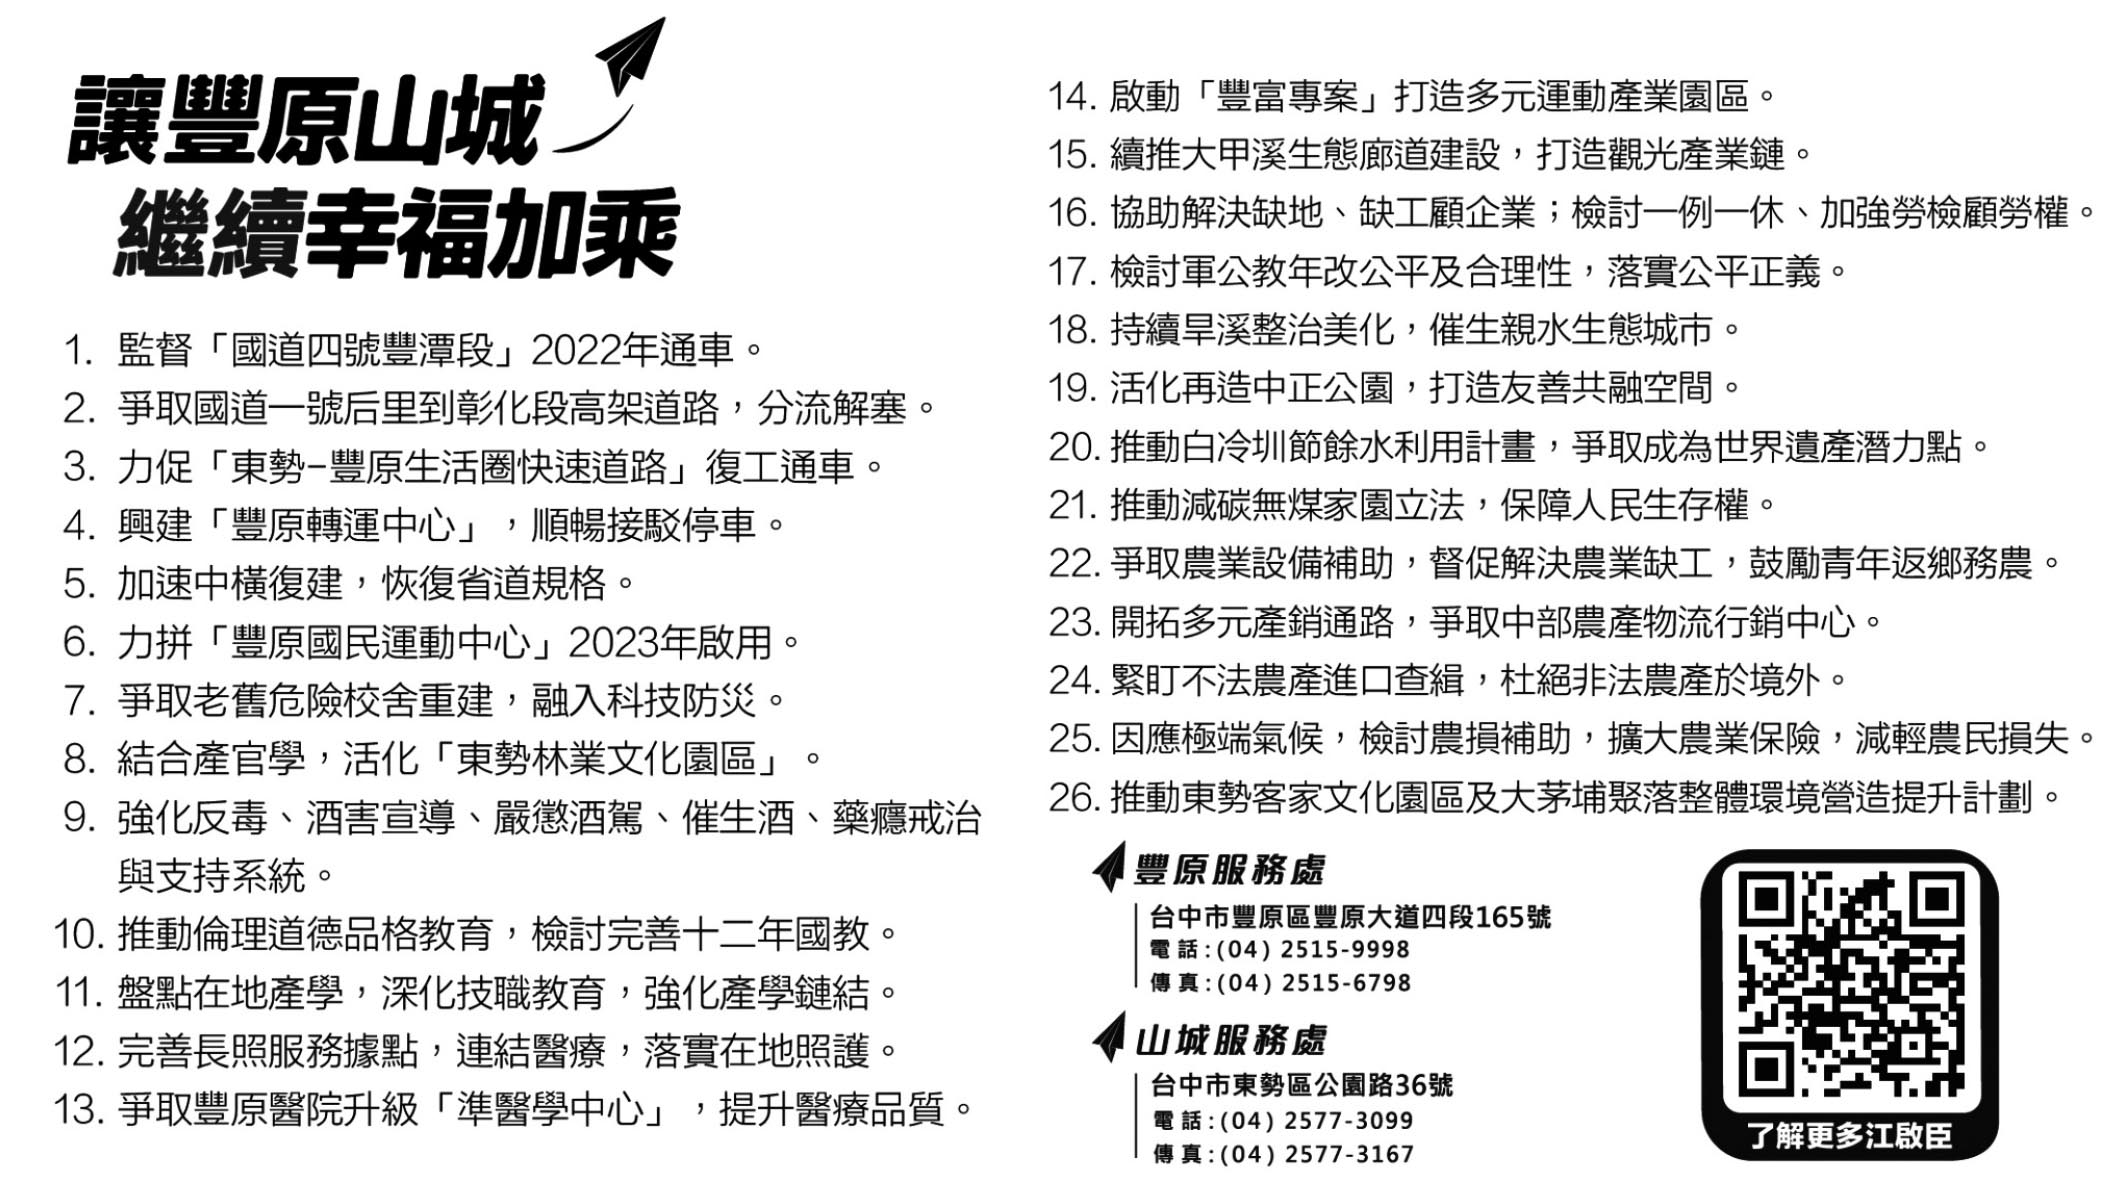 讓豐原山城
繼續幸福加乘
1. 監督「國道四號豐潭段」2022年通車。
2. 爭取國道一號后里到彰化段高架道路，分流解塞。
3. 力促「東勢-豐原生活圈快速道路」復工通車。
4. 興建「豐原轉運中心」，順暢接駁停車。
5. 加速中橫復建，恢復省道規格。
6. 力拼「豐原國民運動中心」2023年啟用。
7. 爭取老舊危險校舍重建，融入科技防災。
8. 結合產官學，活化「東勢林業文化園區」。
9. 強化反毒、酒害宣導、嚴懲酒駕、催生酒、藥癮戒治
與支持系統。
10. 推動倫理道德品格教育，檢討完善十二年國教。
11. 盤點在地產學，深化技職教育，強化產學鏈結。
12. 完善長照服務據點，連結醫療，落實在地照護。
13. 爭取豐原醫院升級「準醫學中心」，提升醫療品質。
14. 啟動「豐富專案」打造多元運動產業園區。
15. 續推大甲溪生態廊道建設，打造觀光產業鏈。
16. 協助解決缺地、缺工顧企業；檢討一例一休、加強勞檢顧勞權。
17. 檢討軍公教年改公平及合理性，落實公平正義。
18. 持續旱溪整治美化，催生親水生態城市。
19. 活化再造中正公園，打造友善共融空間。
20. 推動白冷圳節餘水利用計畫，爭取成為世界遺產潛力點。
21. 推動減碳無煤家園立法，保障人民生存權。
22. 爭取農業設備補助，督促解決農業缺工，鼓勵青年返鄉務農。
23. 開拓多元產銷通路，爭取中部農產物流行銷中心。
24. 緊盯不法農產進口查緝，杜絕非法農產於境外。
25. 因應極端氣候，檢討農損補助，擴大農業保險，減輕農民損失。
26. 推動東勢客家文化園區及大茅埔聚落整體環境營造提升計劃。
豐原服務處
台中市豐原區豐原大道四段165號
電話:(04) 2515-9998
傳真:(04) 2515-6798
山城服務處
台中市東勢區公園路36號
電話:(04) 2577-3099
傳真:(04) 2577-3167
了解更多江啟臣